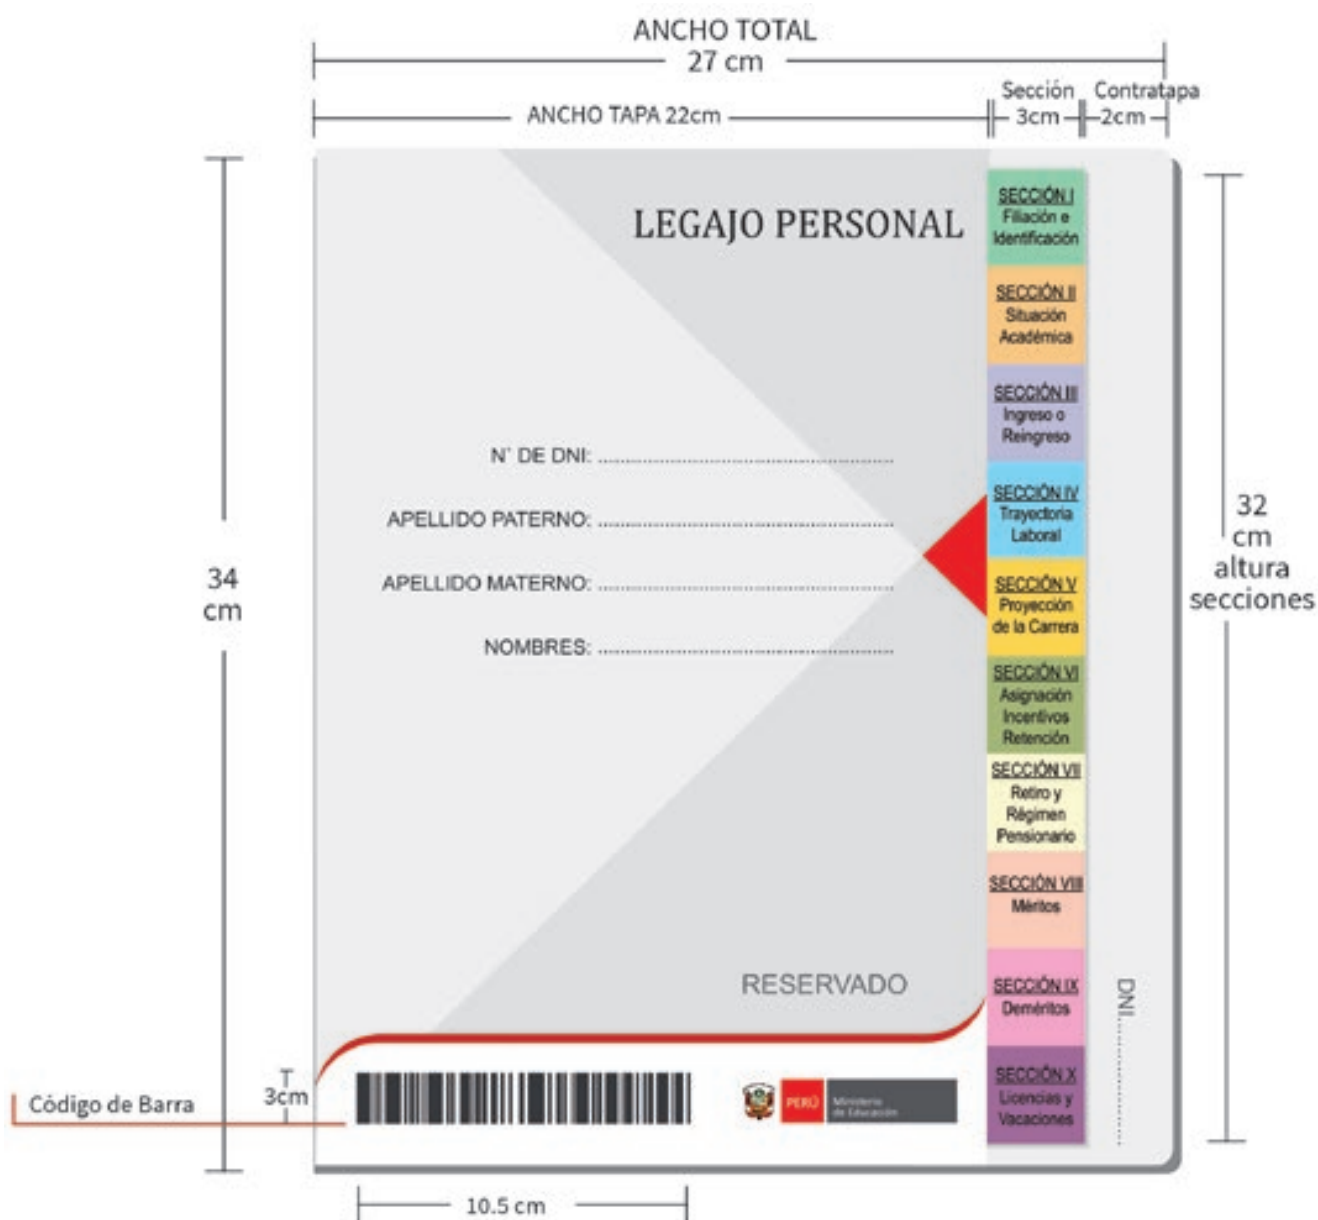 ANCHO TOTAL
27 cm
ANCHO TAPA 22cm
Sección
3cm
Contratapa
2cm
LEGAJO PERSONAL
N° DE DNI: ..........................................................
APELLIDO PATERNO: ..........................................................
APELLIDO MATERNO: ..........................................................
NOMBRES: ..........................................................
RESERVADO
SECCIÓN I
Filiación e
Identificación
SECCIÓN II
Situación
Académica
SECCIÓN III
Ingreso o
Reingreso
SECCIÓN IV
Trayectoria
Laboral
SECCIÓN V
Proyección
de la Carrera
SECCIÓN VI
Asignación
Incentivos
Retención
SECCIÓN VII
Retiro y
Régimen
Pensionario
SECCIÓN VIII
Méritos
SECCIÓN IX
Deméritos
SECCIÓN X
Licencias y
Vacaciones
DNI..........................
34
cm
32
cm
altura
secciones
Código de Barra
3cm
PERÚ
Ministerio
de Educación
10.5 cm